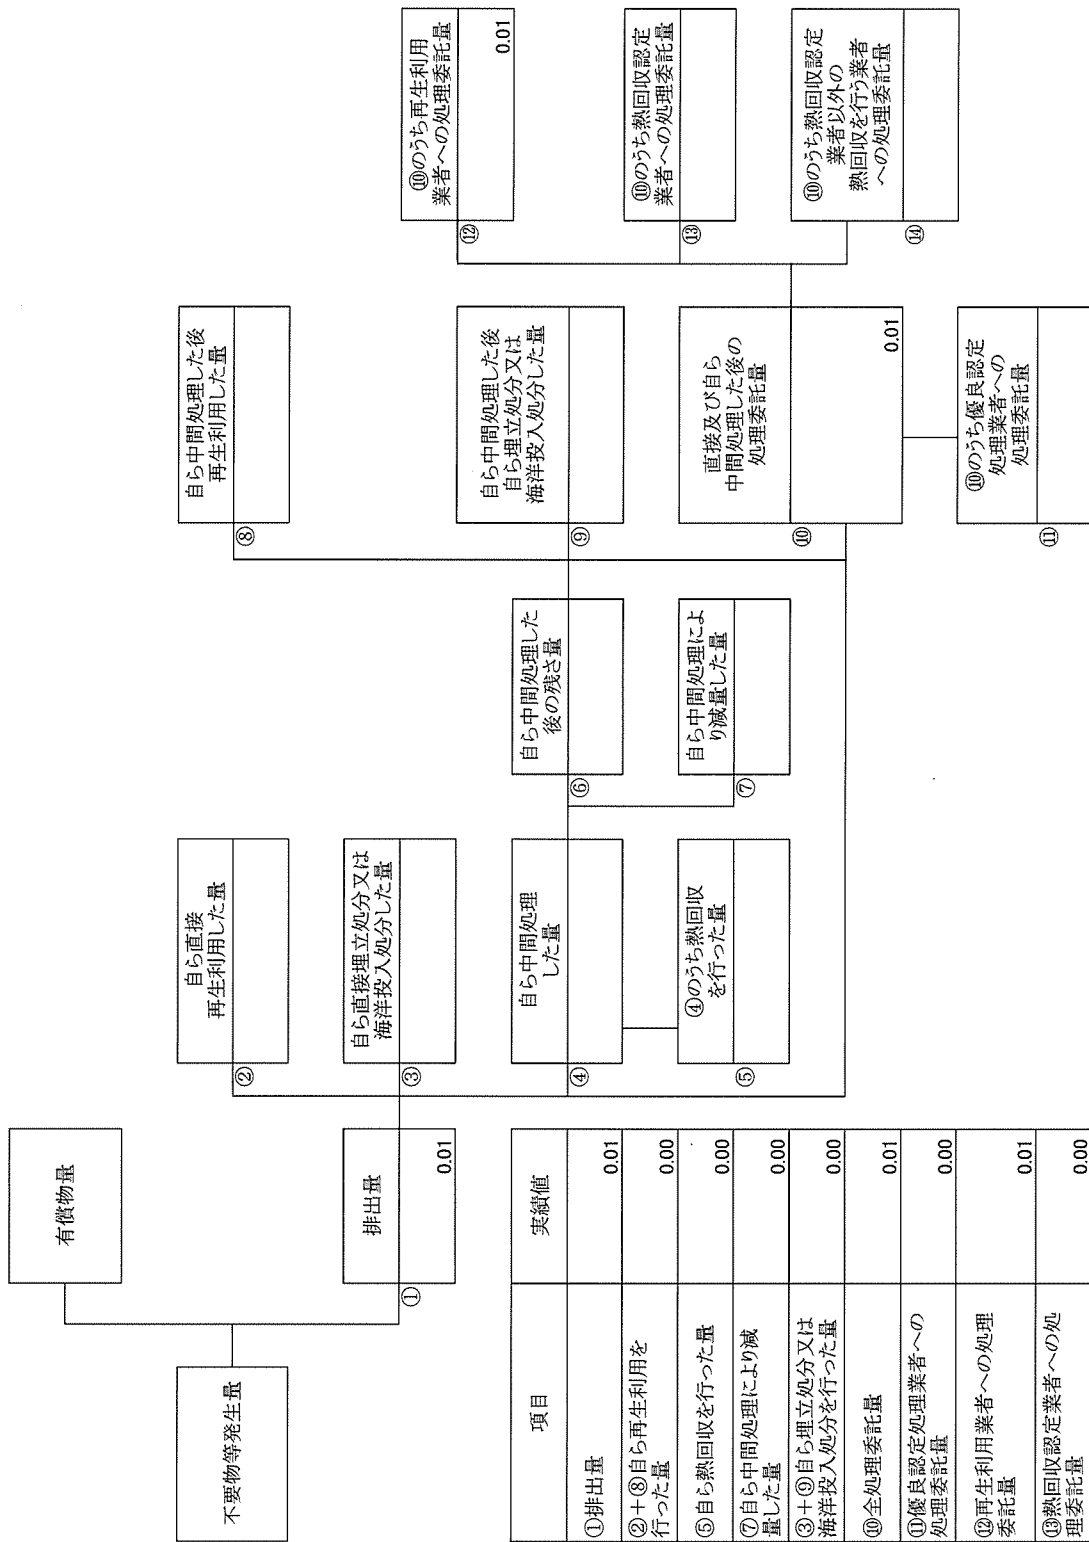 不要物等発生量
有償物量
排出量
①
0.01
自ら直接
再生利用した量
②
自ら直接埋立処分又は
海洋投入処分した量
③
自ら中間処理
した量
④
④のうち熱回収
を行った量
⑤
自ら中間処理した
後の残さ量
⑥
自ら中間処理によ
り減量した量
⑦
自ら中間処理した後
再生利用した量
⑧
自ら中間処理した後
自ら埋立処分又は
海洋投入処分した量
⑨
直接及び自ら
中間処理した後の
処理委託量
⑩
0.01
⑩のうち優良認定
処理業者への
処理委託量
⑪
⑩のうち再生利用
業者への処理委託量
⑫
0.01
⑩のうち熱回収認定
業者への処理委託量
⑬
⑩のうち熱回収認定
業者以外の
熱回収を行う業者
への処理委託量
⑭
項目 実績値
①排出量 0.01
②+⑧自ら再生利用を
行った量 0.00
⑤自ら熱回収を行った量 0.00
⑦自ら中間処理により減
量した量 0.00
③+⑨自ら埋立処分又は
海洋投入処分を行った量 0.00
⑩全処理委託量 0.01
⑪優良認定処理業者への
処理委託量 0.00
⑫再生利用業者への処理
委託量 0.01
⑬熱回収認定業者への処
理委託量 0.00